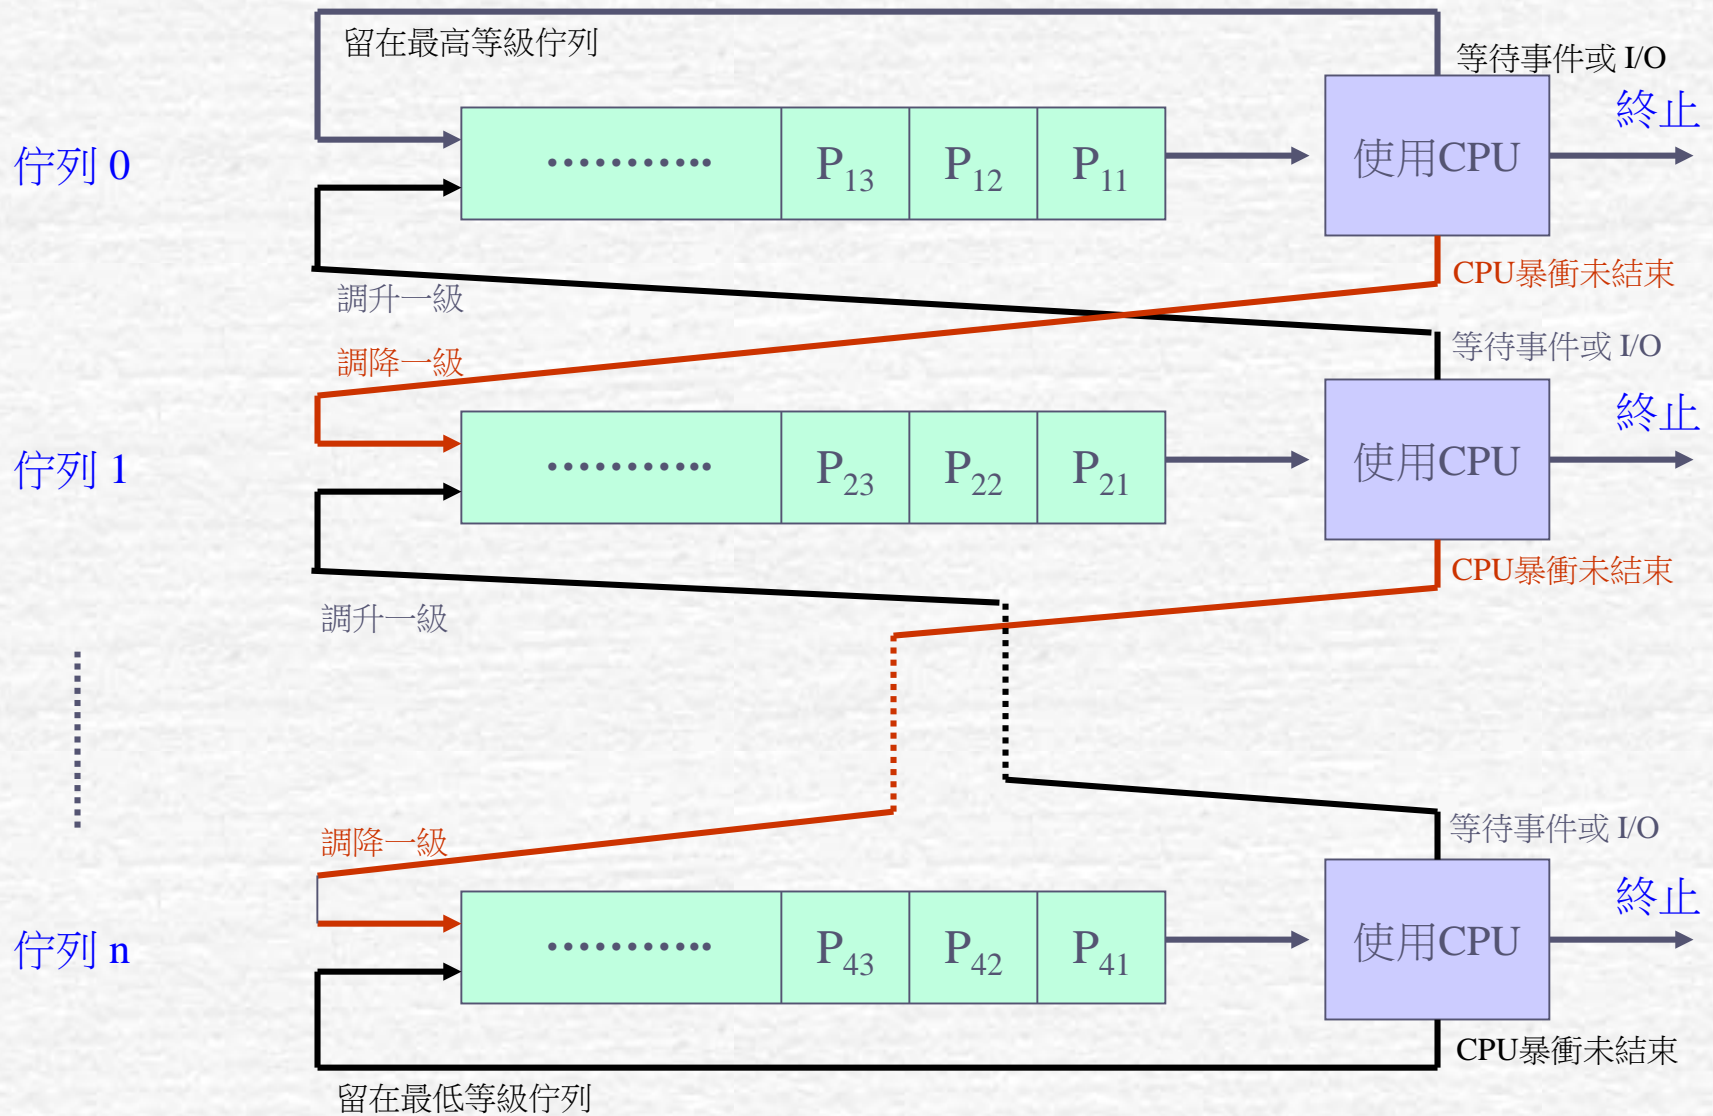 留在最高等級佇列
等待事件或 I/O
終止
佇列 0
………... P13 P12 P11
使用CPU
CPU暴衝未結束
調升一級
等待事件或 I/O
調降一級
終止
佇列 1
………... P23 P22 P21
使用CPU
CPU暴衝未結束
調升一級
等待事件或 I/O
調降一級
終止
佇列 n
………... P43 P42 P41
使用CPU
CPU暴衝未結束
留在最低等級佇列